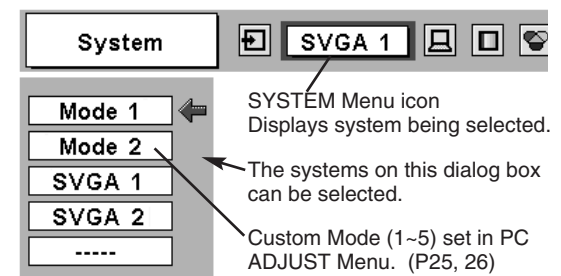 System
SVGA 1
SYSTEM Menu icon
Displays system being selected.
Mode 1
Mode 2
SVGA 1
SVGA 2
-----
The systems on this dialog box
can be selected.
Custom Mode (1~5) set in PC
ADJUST Menu. (P25, 26)